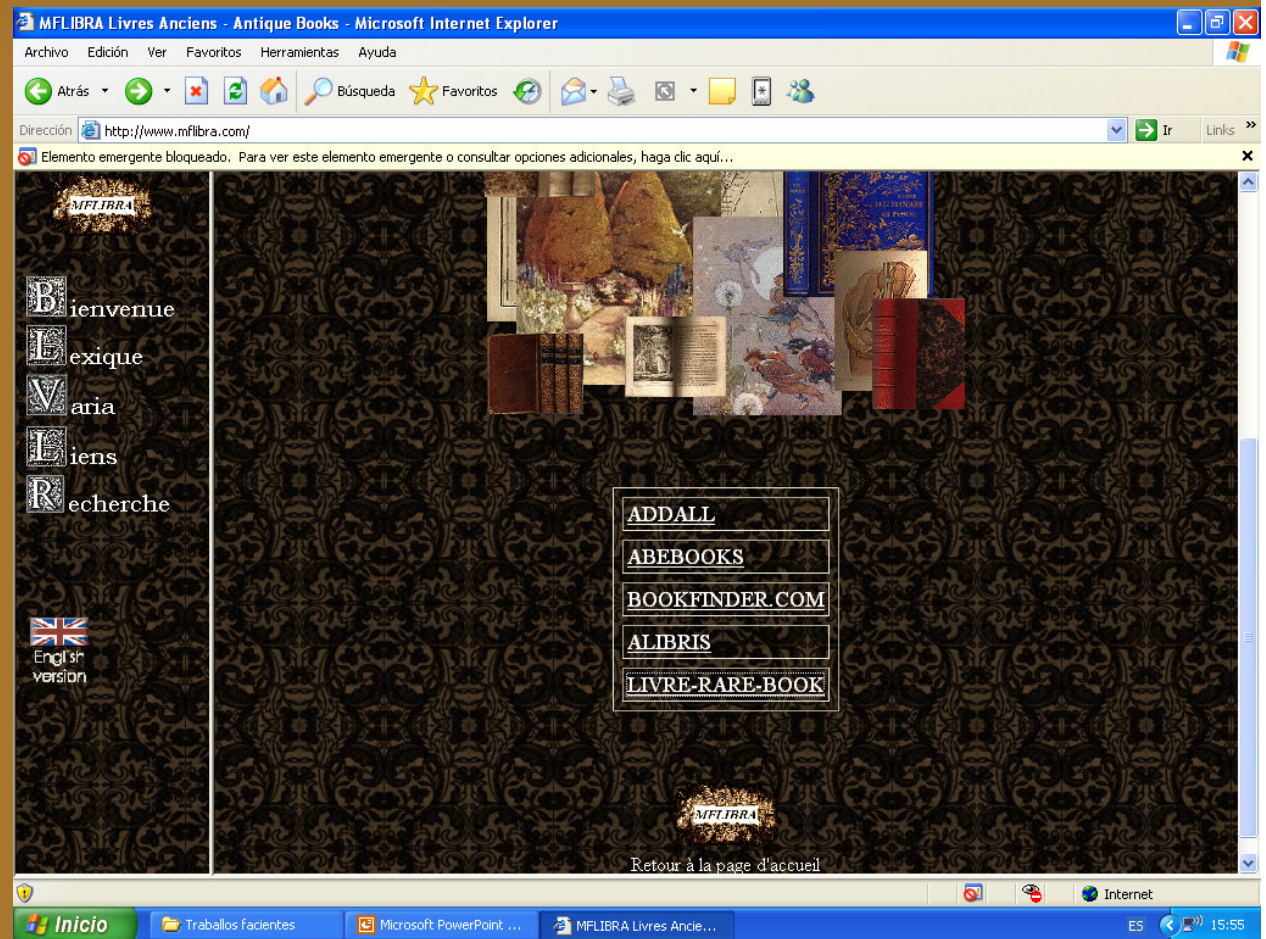 MFLIBRA Livres Anciens - Antique Books - Microsoft Internet Explorer
Archivo Edición Ver Favoritos Herramientas Ayuda
Atrás Búsqueda Favoritos
Dirección http://www.mflibra.com/ Ir Links »
Elemento emergente bloqueado. Para ver este elemento emergente o consultar opciones adicionales, haga clic aquí...
MFLIBRA
Bienvenue
Lexique
Varia
Liens
Recherche
English
version
ADDALL
ABEBOOKS
BOOKFINDER.COM
ALIBRIS
LIVRE-RARE-BOOK
MFLIBRA
Retour à la page d'accueil
Internet
Inicio Traballos facientes Microsoft PowerPoint ... MFLIBRA Livres Ancie... ES 15:55